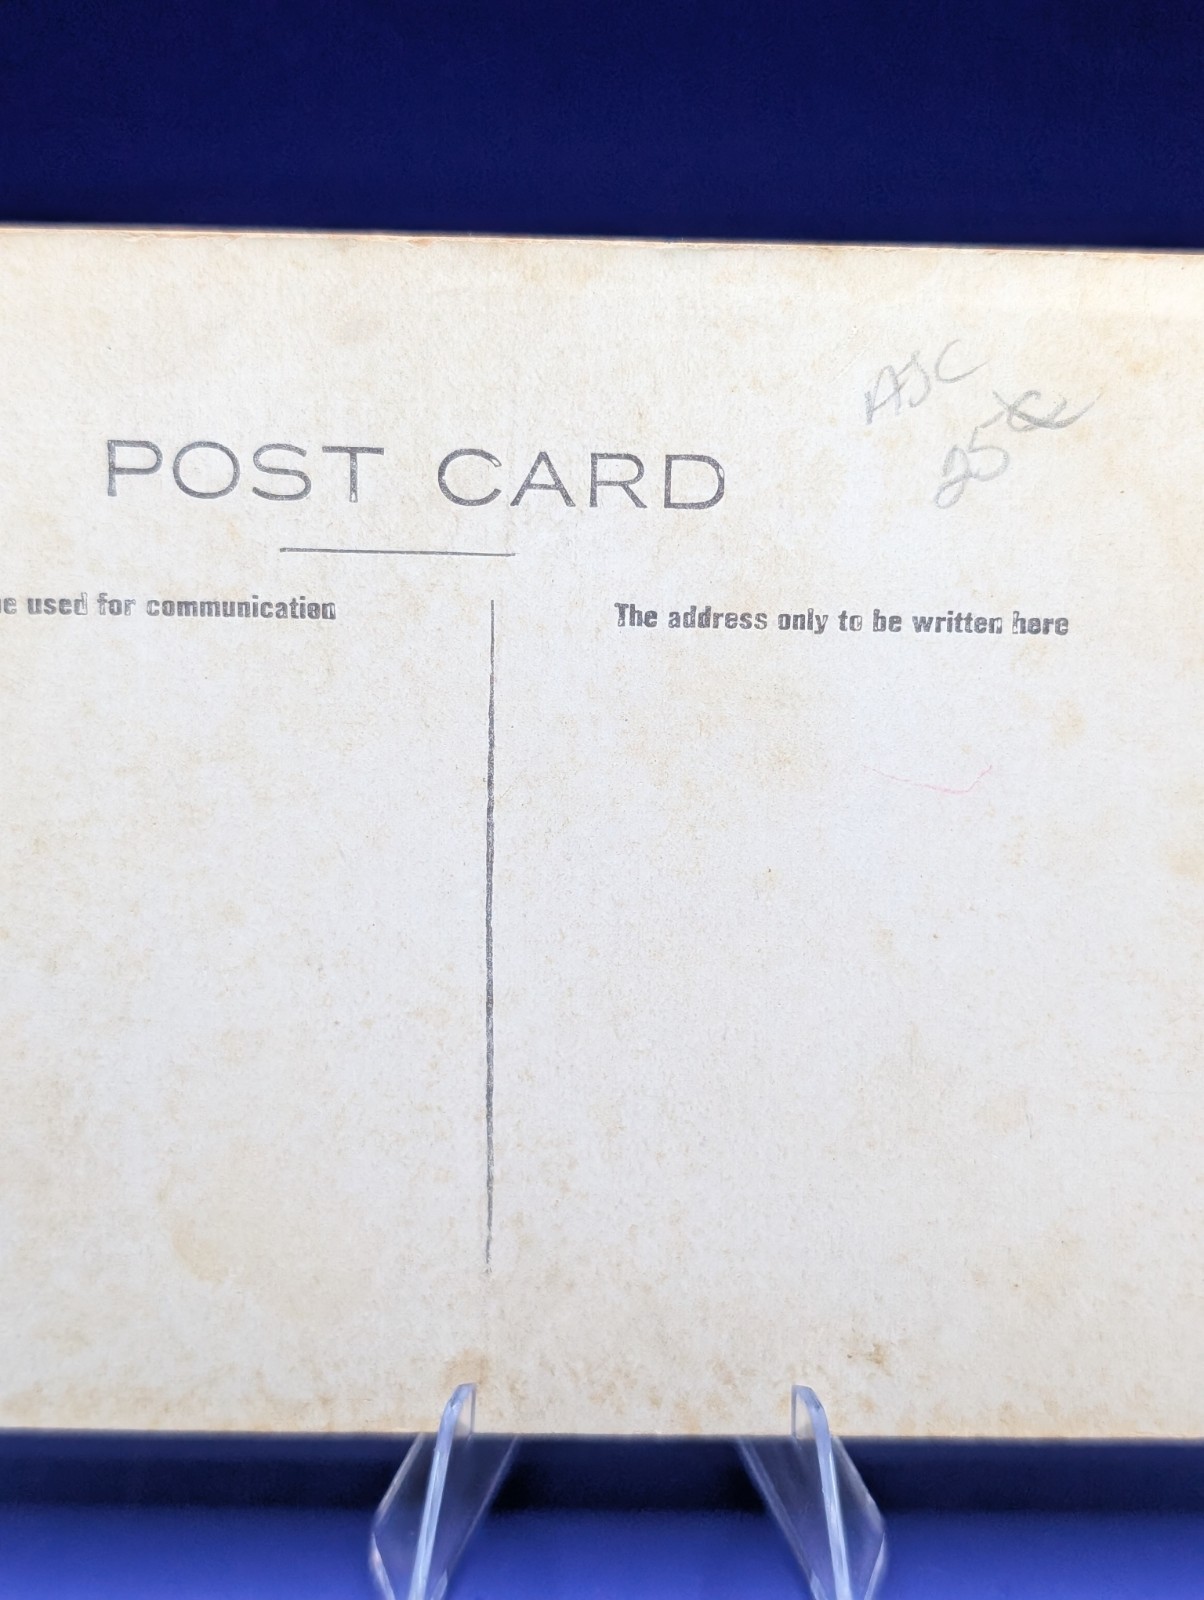 ASC
25
POST CARD
e used for communication
The address only to be written here